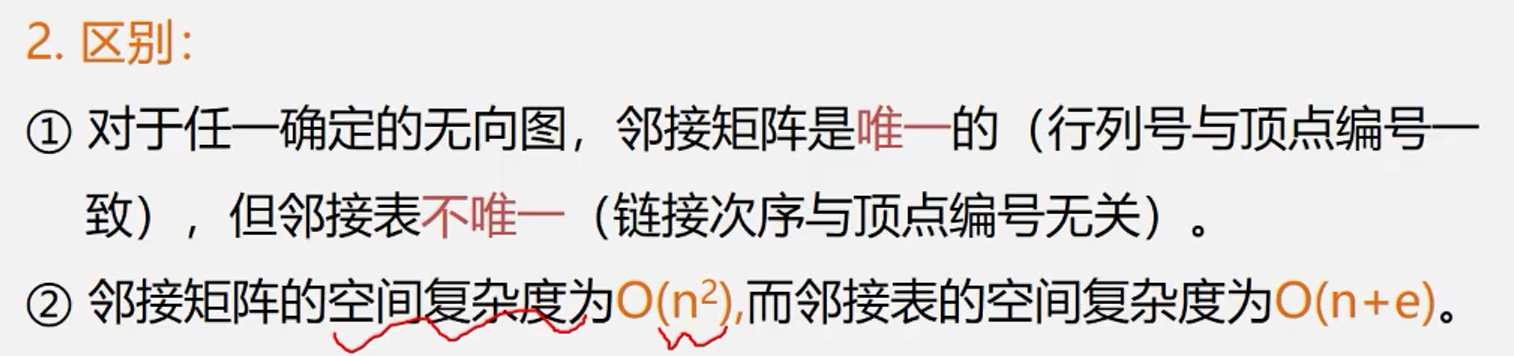 2. 区别：
① 对于任一确定的无向图，邻接矩阵是唯一的（行列号与顶点编号一
致），但邻接表不唯一（链接次序与顶点编号无关）。
② 邻接矩阵的空间复杂度为O(n²),而邻接表的空间复杂度为O(n+e)。